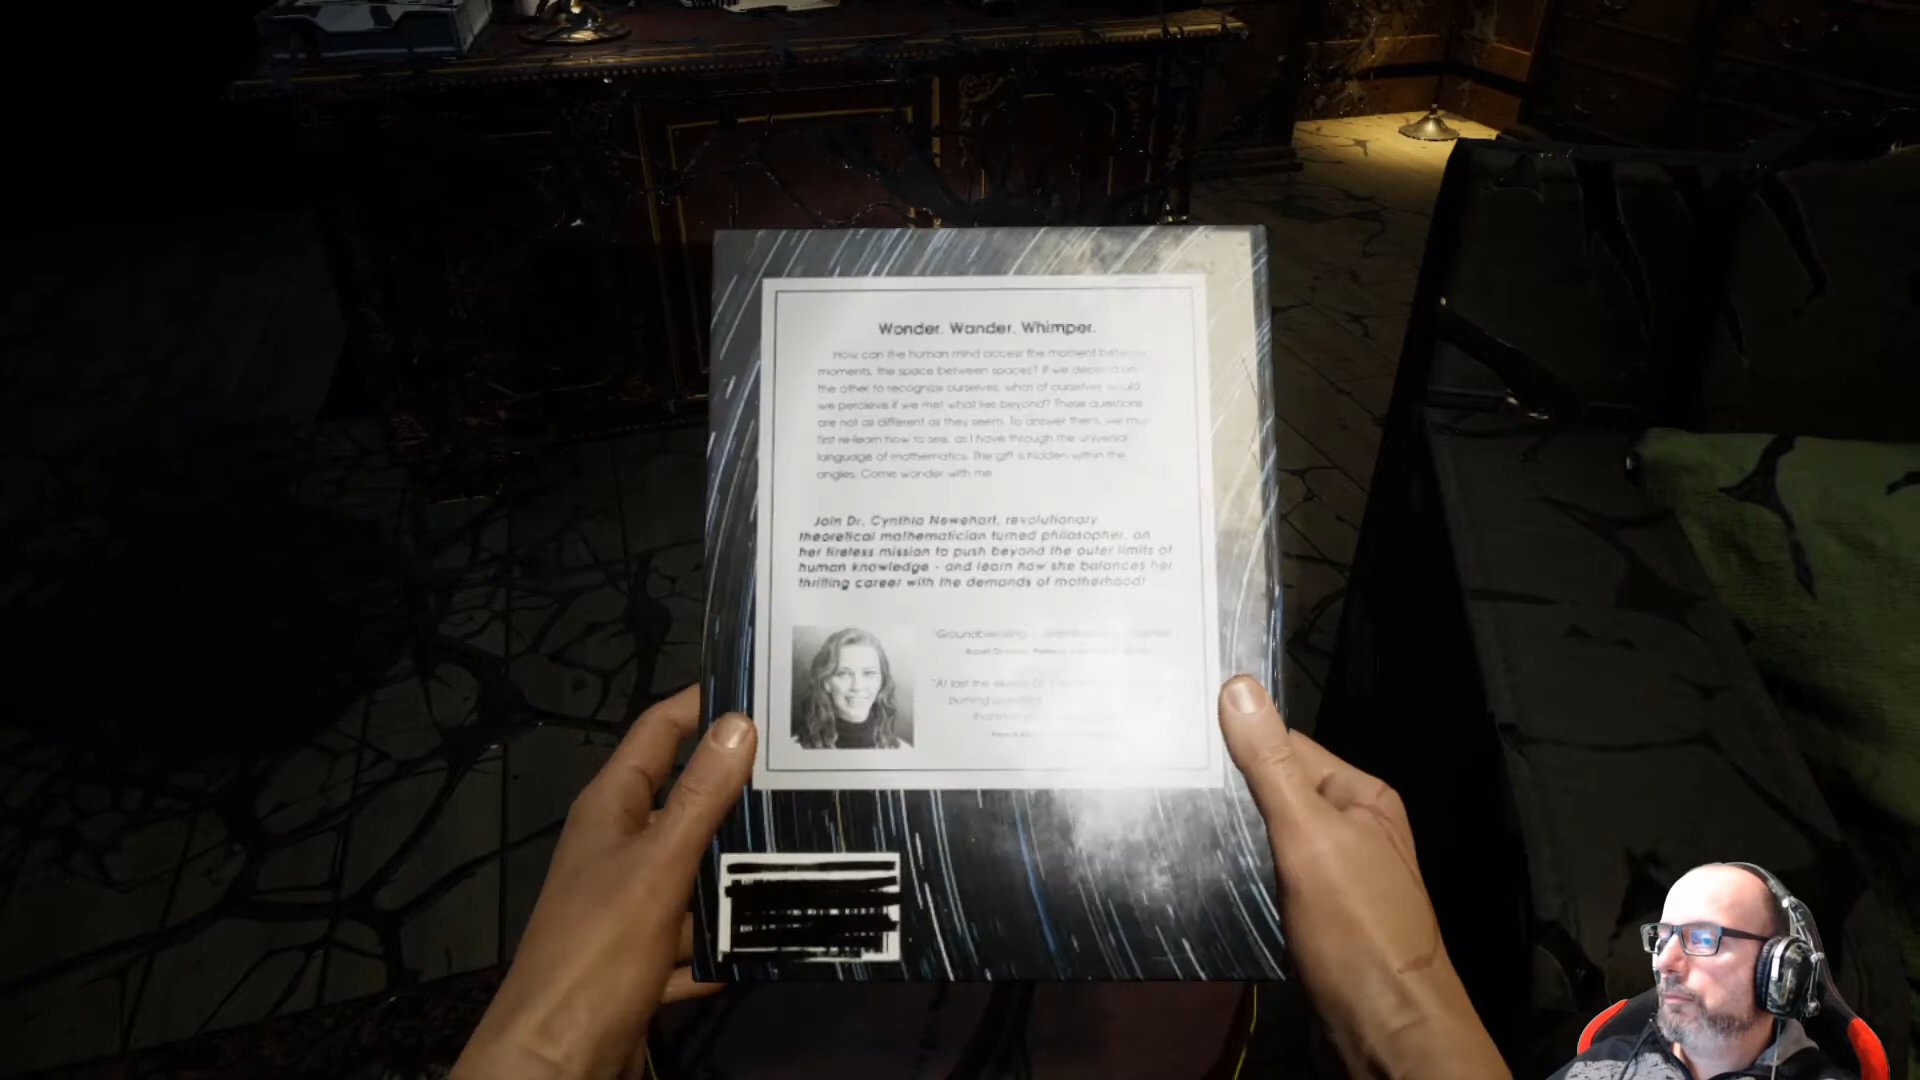 Wonder. Wander. Whimper.
How can the human mind access the moment between
moments, the space between spaces? If we depend on
the other to recognize ourselves, what of ourselves would
we percieve if we met what lies beyond? These questions
are not as different as they seem. To answer them, we must
first re-learn how to see, as I have through the universal
language of mathematics. The gift is hidden within the
angles. Come wonder with me
Join Dr. Cynthia Newehart, revolutionary
theoretical mathematician turned philosopher, on
her tireless mission to push beyond the outer limits of
human knowledge - and learn how she balances her
thrilling career with the demands of motherhood!
"Groundbreaking
"At last the
burning